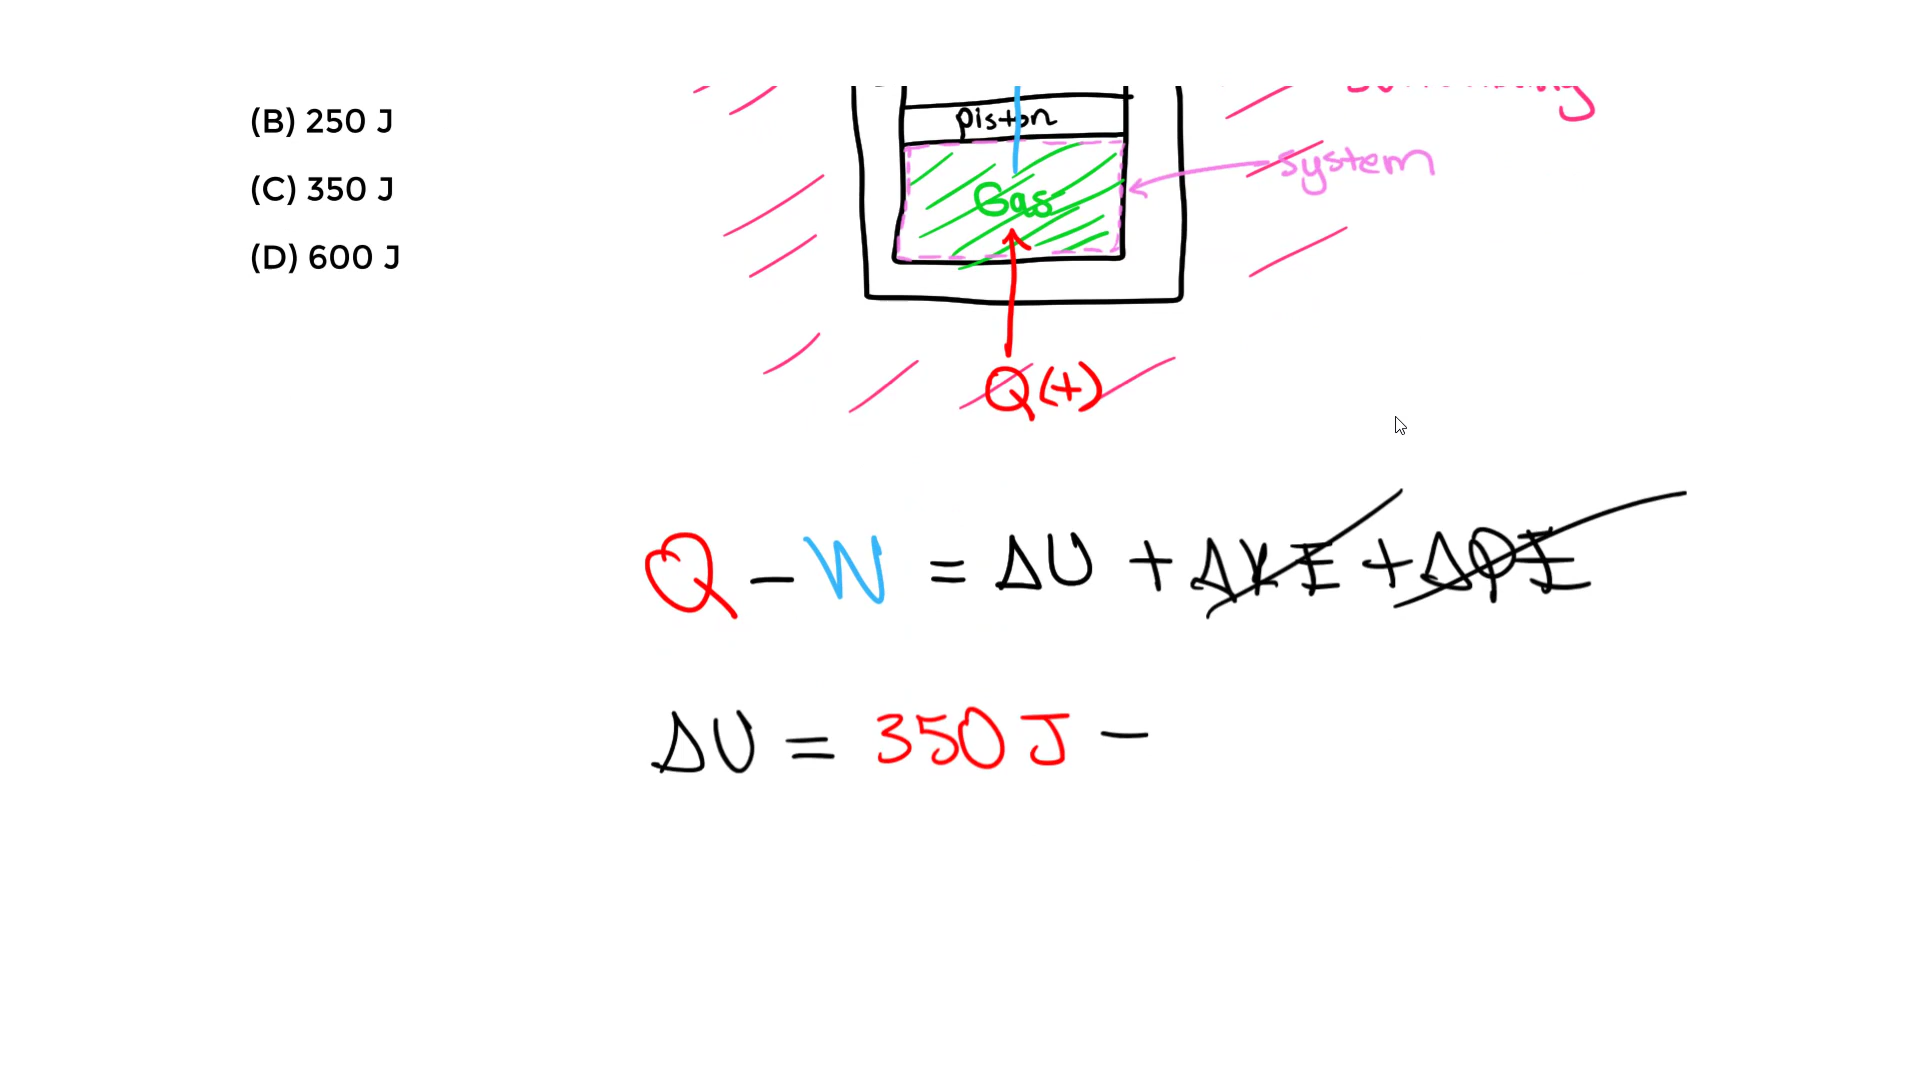 (B) 250 J
(C) 350 J
(D) 600 J
piston
system
Gas
Q(+)
Q - W = ΔU + ΔKE + ΔPE
ΔU = 350 J -